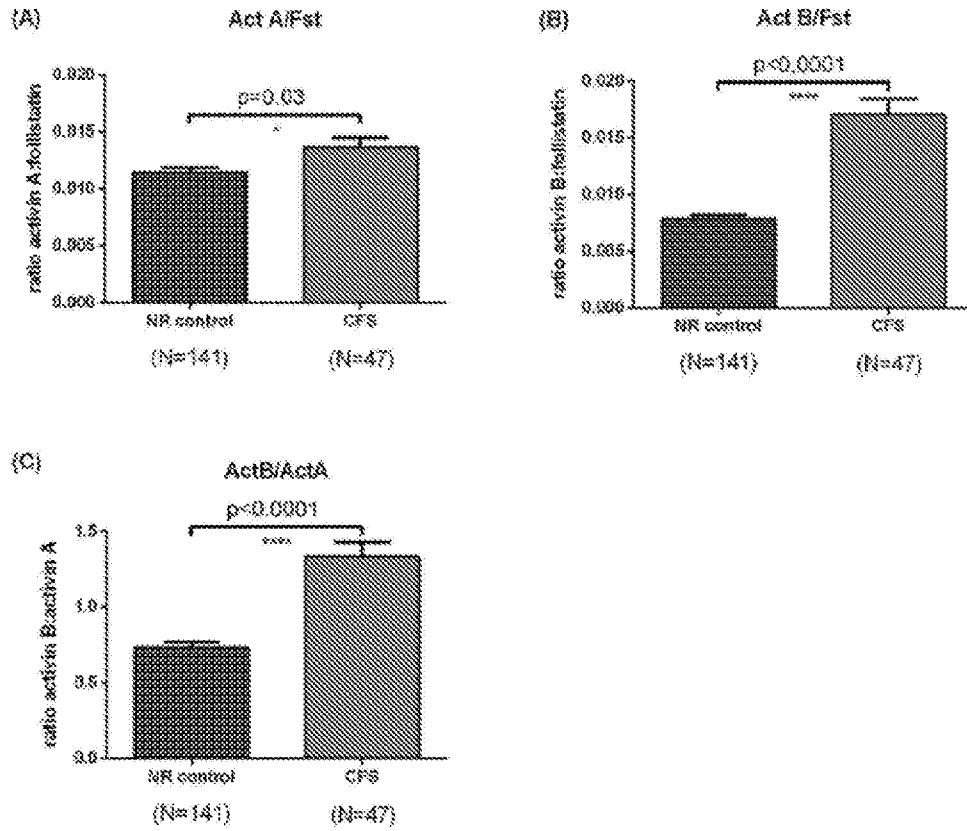 (A)
Act A/Fst
ratio activin A:follistatin
0.020
0.015
0.010
0.005
0.000
p=0.03
*
NR control
CFS
(N=141)
(N=47)
(B)
Act B/Fst
ratio activin B:follistatin
0.020
0.015
0.010
0.005
0.000
p<0.0001
****
NR control
CFS
(N=141)
(N=47)
(C)
ActB/ActA
ratio activin B:activin A
1.5
1.0
0.5
0.0
p<0.0001
****
NR control
CFS
(N=141)
(N=47)